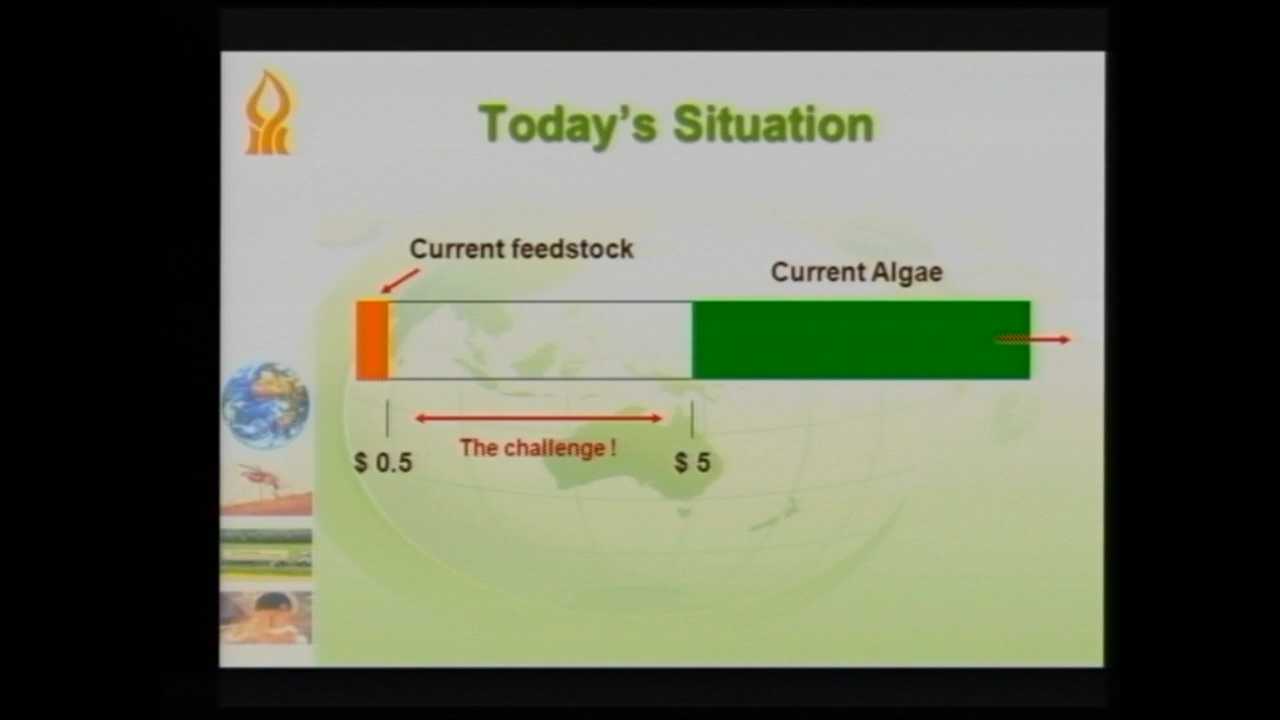 Today's Situation
Current feedstock
Current Algae
The challenge !
$ 0.5
$ 5